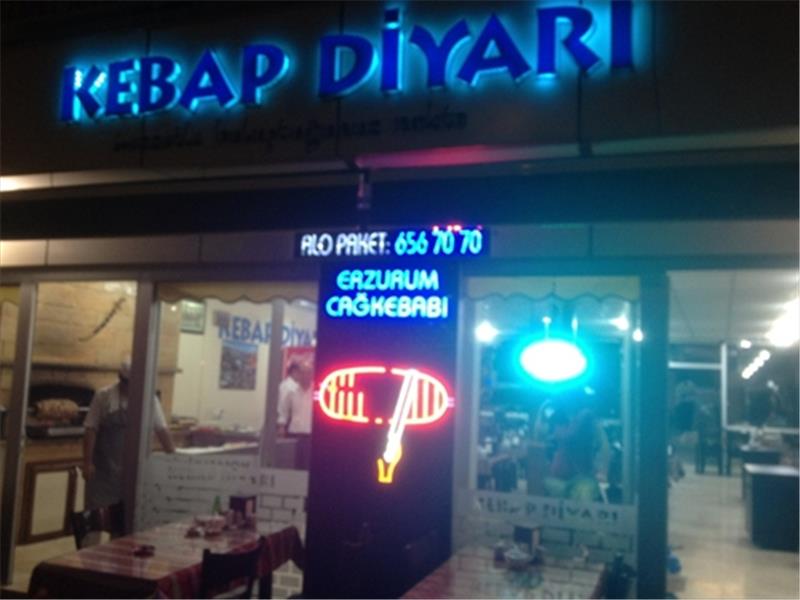 KEBAP DİYARI
ALO PAKET: 656 70 70
ERZURUM
CAĞKEBABI
KEBAP DİYA
KEBAP DİYARI